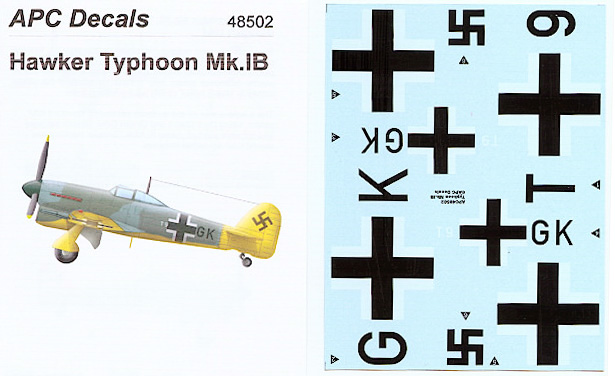 APC Decals 48502
Hawker Typhoon Mk.IB
GK
9
GK
K
T
APC48502
Typhoon Mk.IB
©APC Decals
GK
G